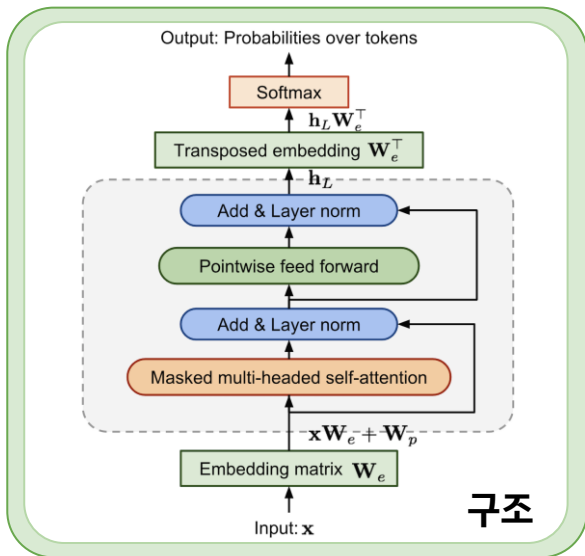 Output: Probabilities over tokens
Softmax
h_L W_e^⊤
Transposed embedding W_e^⊤
h_L
Add & Layer norm
Pointwise feed forward
Add & Layer norm
Masked multi-headed self-attention
xW_e + W_p
Embedding matrix W_e
Input: x
구조